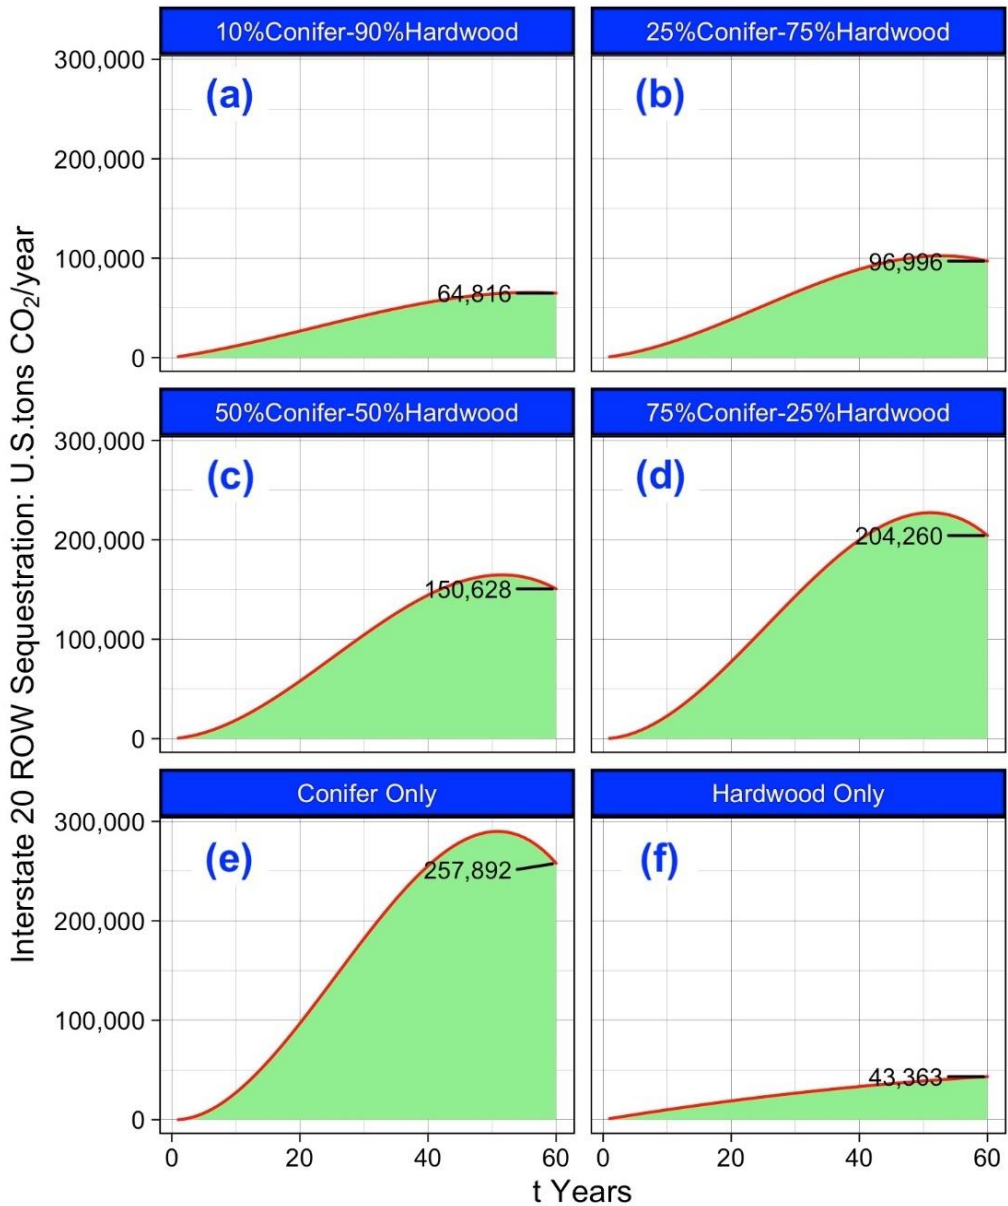 Interstate 20 ROW Sequestration: U.S.tons CO₂/year
10%Conifer-90%Hardwood
25%Conifer-75%Hardwood
300,000
200,000
100,000
0
(a)
64,816
(b)
96,996
50%Conifer-50%Hardwood
75%Conifer-25%Hardwood
300,000
200,000
100,000
0
(c)
150,628
(d)
204,260
Conifer Only
Hardwood Only
300,000
200,000
100,000
0
(e)
257,892
(f)
43,363
0 20 40 60
0 20 40 60
t Years